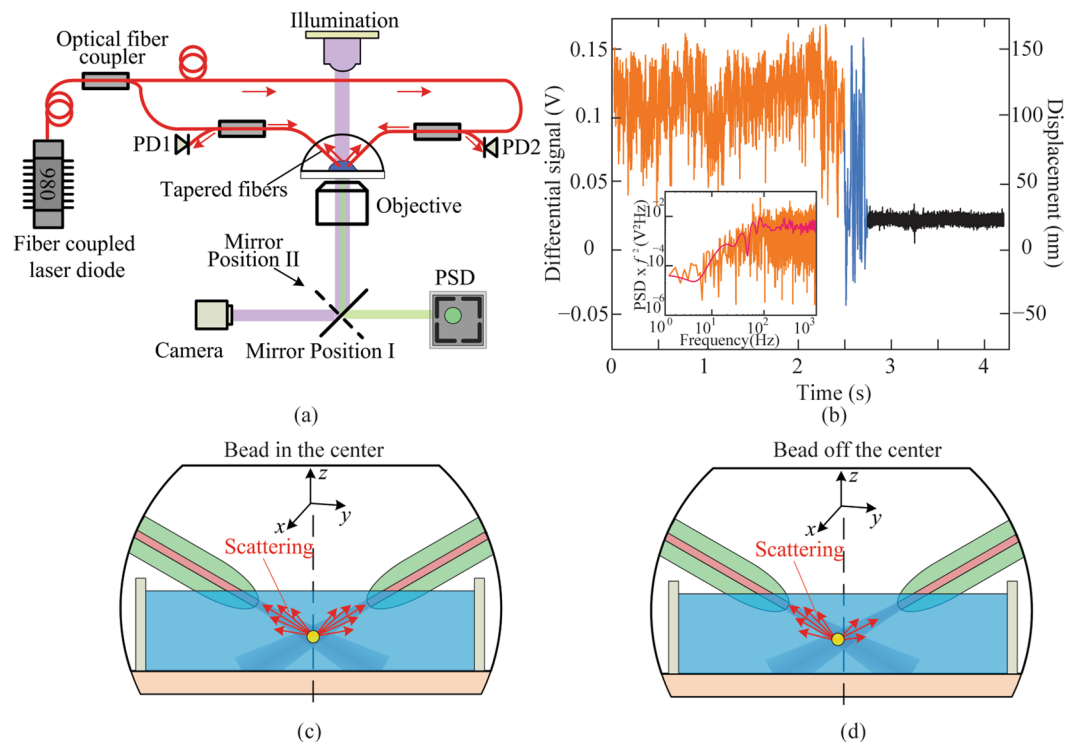 Illumination
Optical fiber
coupler
PD1
PD2
Tapered fibers
Objective
980
Fiber coupled
laser diode
Mirror
Position II
PSD
Camera
Mirror Position I
(a)
Differential signal (V)
0.15
0.1
0.05
0
−0.05
Displacement (nm)
150
100
50
0
−50
PSD x f² (V²Hz)
10²
10⁻⁴
10⁻⁶
10⁰ 10¹ 10² 10³
Frequency(Hz)
0 1 2 3 4
Time (s)
(b)
Bead in the center
z
x
y
Scattering
(c)
Bead off the center
z
x
y
Scattering
(d)